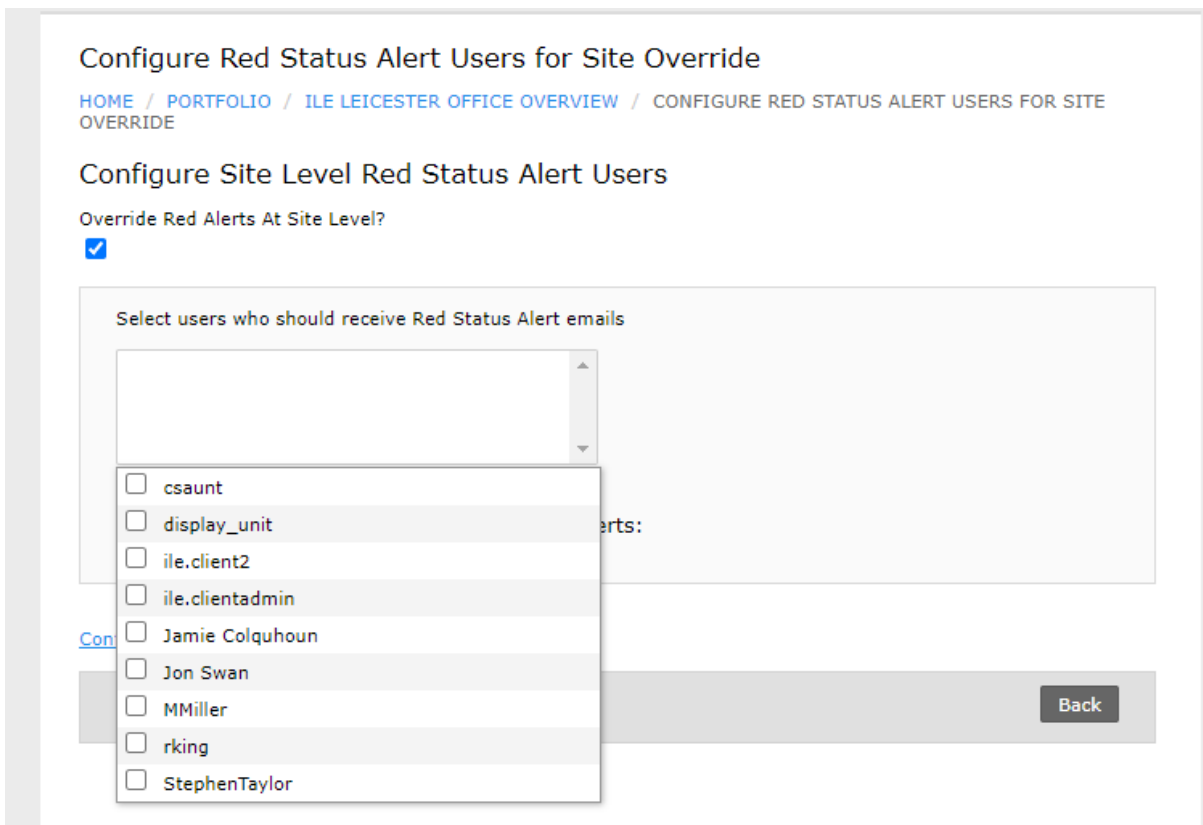 Configure Red Status Alert Users for Site Override
HOME / PORTFOLIO / ILE LEICESTER OFFICE OVERVIEW / CONFIGURE RED STATUS ALERT USERS FOR SITE
OVERRIDE
Configure Site Level Red Status Alert Users
Override Red Alerts At Site Level?
Select users who should receive Red Status Alert emails
csaunt
display_unit
erts:
ile.client2
ile.clientadmin
Con
Jamie Colquhoun
Jon Swan
MMiller
Back
rking
StephenTaylor